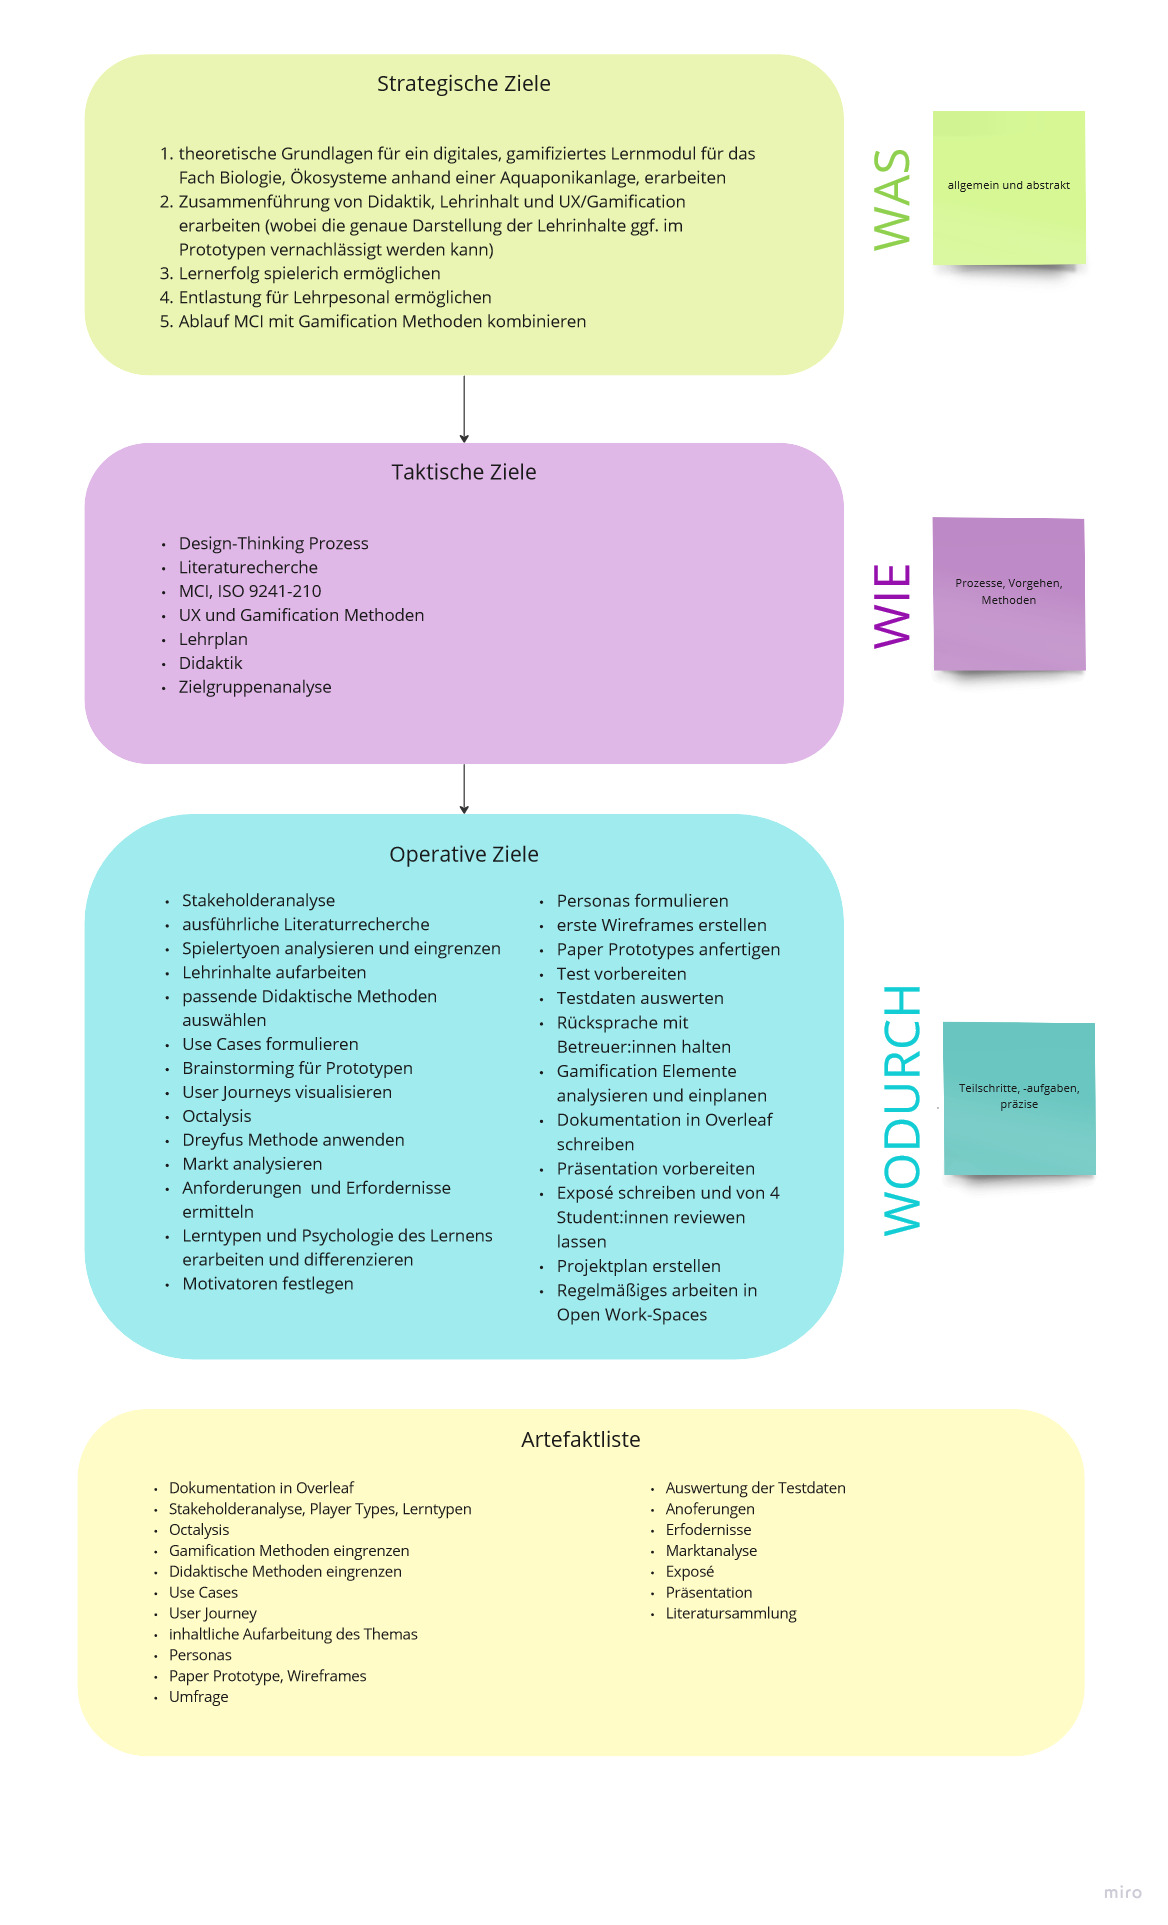 Strategische Ziele
1. theoretische Grundlagen für ein digitales, gamifiziertes Lernmodul für das
Fach Biologie, Ökosysteme anhand einer Aquaponikanlage, erarbeiten
2. Zusammenführung von Didaktik, Lehrinhalt und UX/Gamification
erarbeiten (wobei die genaue Darstellung der Lehrinhalte ggf. im
Prototypen vernachlässigt werden kann)
3. Lernerfolg spielerich ermöglichen
4. Entlastung für Lehrpesonal ermöglichen
5. Ablauf MCI mit Gamification Methoden kombinieren
WAS
allgemein und abstrakt
Taktische Ziele
• Design-Thinking Prozess
• Literaturecherche
• MCI, ISO 9241-210
• UX und Gamification Methoden
• Lehrplan
• Didaktik
• Zielgruppenanalyse
WIE
Prozesse, Vorgehen,
Methoden
Operative Ziele
• Stakeholderanalyse
• ausführliche Literaturrecherche
• Spielertyoen analysieren und eingrenzen
• Lehrinhalte aufarbeiten
• passende Didaktische Methoden
auswählen
• Use Cases formulieren
• Brainstorming für Prototypen
• User Journeys visualisieren
• Octalysis
• Dreyfus Methode anwenden
• Markt analysieren
• Anforderungen  und Erfordernisse
ermitteln
• Lerntypen und Psychologie des Lernens
erarbeiten und differenzieren
• Motivatoren festlegen
• Personas formulieren
• erste Wireframes erstellen
• Paper Prototypes anfertigen
• Test vorbereiten
• Testdaten auswerten
• Rücksprache mit
Betreuer:innen halten
• Gamification Elemente
analysieren und einplanen
• Dokumentation in Overleaf
schreiben
• Präsentation vorbereiten
• Exposé schreiben und von 4
Student:innen reviewen
lassen
• Projektplan erstellen
• Regelmäßiges arbeiten in
Open Work-Spaces
WODURCH
Teilschritte, -aufgaben,
präzise
Artefaktliste
• Dokumentation in Overleaf
• Stakeholderanalyse, Player Types, Lerntypen
• Octalysis
• Gamification Methoden eingrenzen
• Didaktische Methoden eingrenzen
• Use Cases
• User Journey
• inhaltliche Aufarbeitung des Themas
• Personas
• Paper Prototype, Wireframes
• Umfrage
• Auswertung der Testdaten
• Anoferungen
• Erfodernisse
• Marktanalyse
• Exposé
• Präsentation
• Literatursammlung
miro